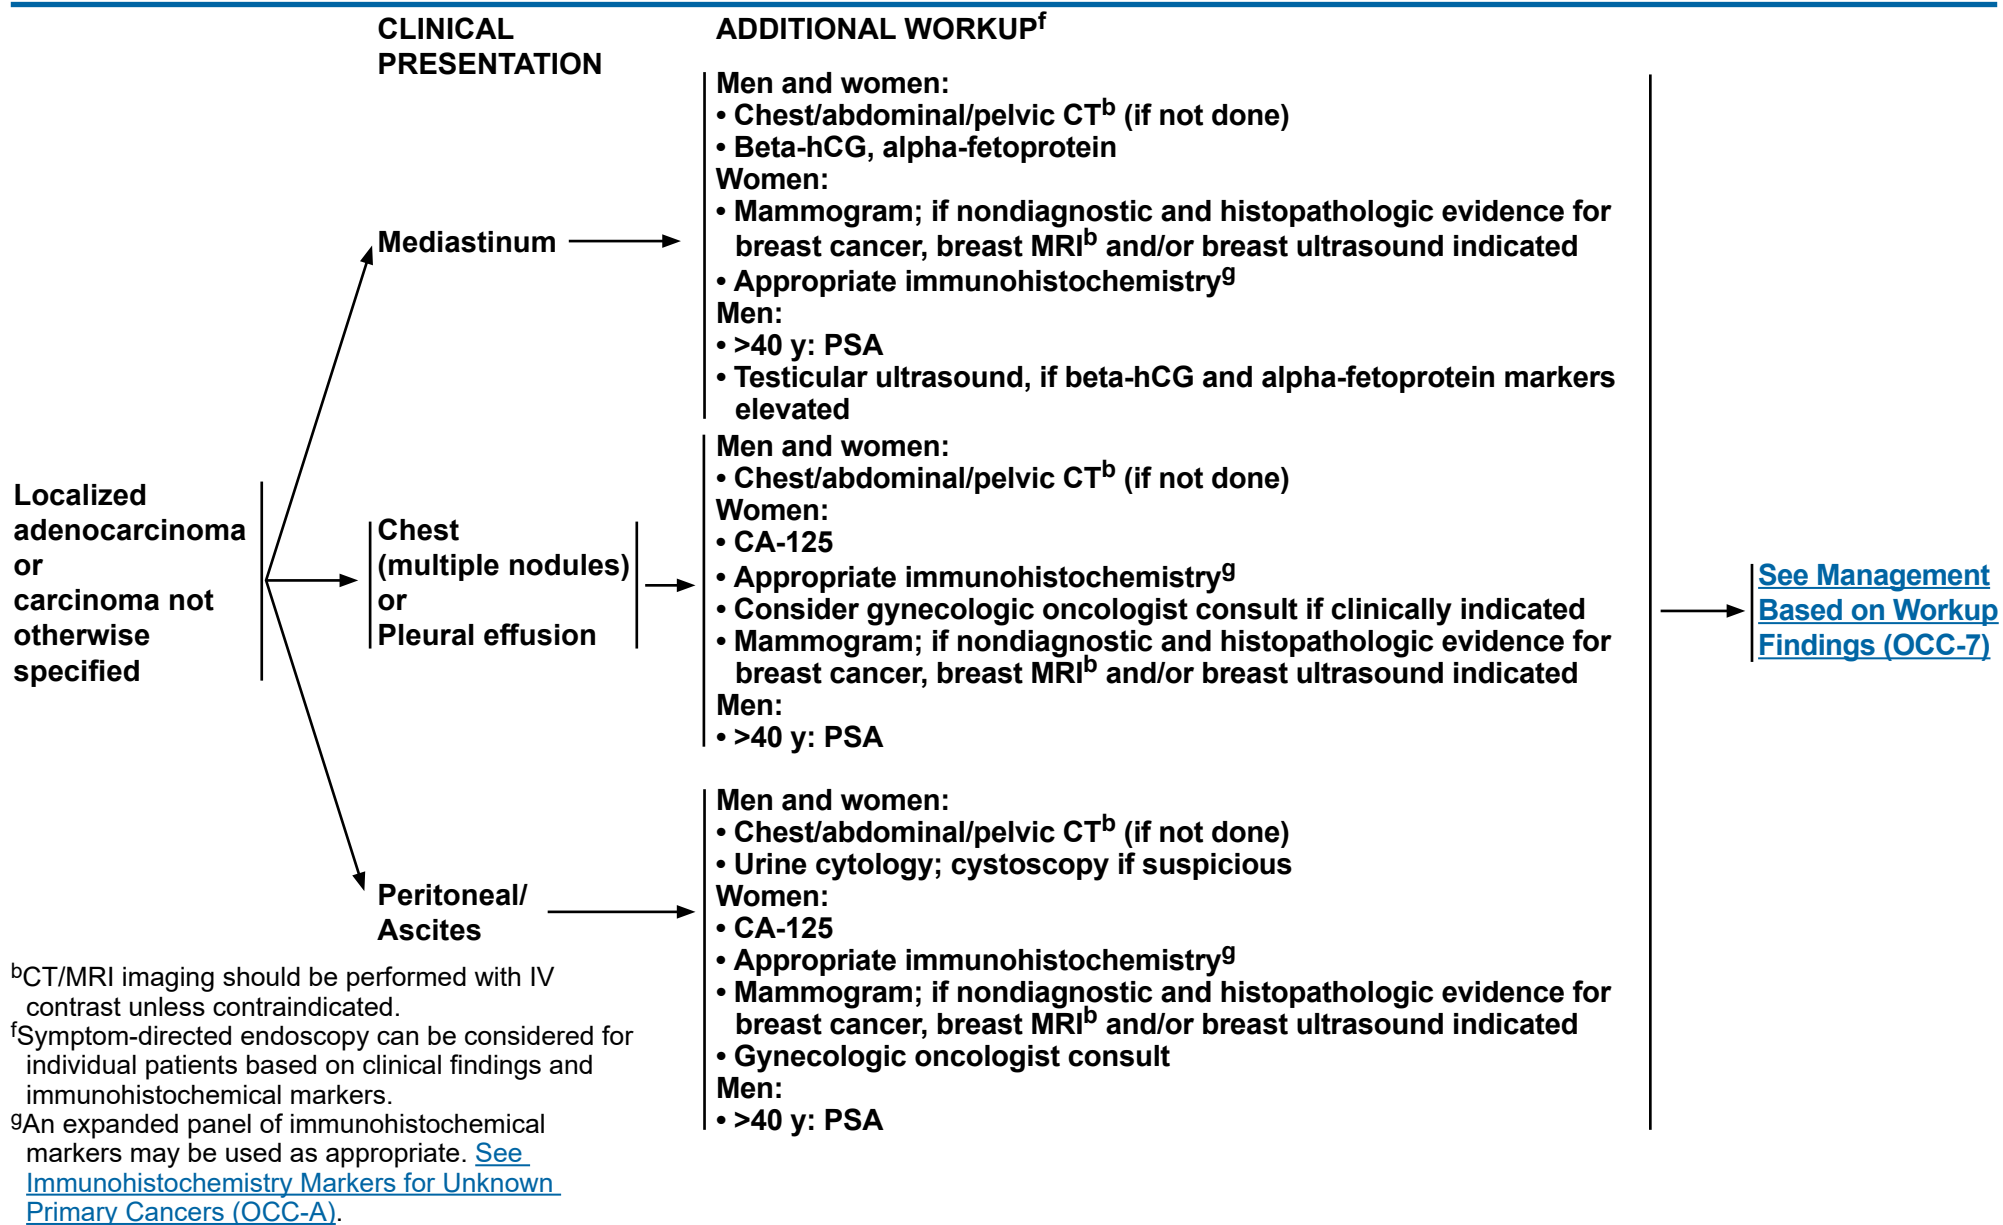 CLINICAL
PRESENTATION
ADDITIONAL WORKUPf
Localized
adenocarcinoma
or
carcinoma not
otherwise
specified
Mediastinum
Men and women:
• Chest/abdominal/pelvic CTb (if not done)
• Beta-hCG, alpha-fetoprotein
Women:
• Mammogram; if nondiagnostic and histopathologic evidence for
breast cancer, breast MRIb and/or breast ultrasound indicated
• Appropriate immunohistochemistryg
Men:
• >40 y: PSA
• Testicular ultrasound, if beta-hCG and alpha-fetoprotein markers
elevated
Chest
(multiple nodules)
or
Pleural effusion
Men and women:
• Chest/abdominal/pelvic CTb (if not done)
Women:
• CA-125
• Appropriate immunohistochemistryg
• Consider gynecologic oncologist consult if clinically indicated
• Mammogram; if nondiagnostic and histopathologic evidence for
breast cancer, breast MRIb and/or breast ultrasound indicated
Men:
• >40 y: PSA
Peritoneal/
Ascites
Men and women:
• Chest/abdominal/pelvic CTb (if not done)
• Urine cytology; cystoscopy if suspicious
Women:
• CA-125
• Appropriate immunohistochemistryg
• Mammogram; if nondiagnostic and histopathologic evidence for
breast cancer, breast MRIb and/or breast ultrasound indicated
• Gynecologic oncologist consult
Men:
• >40 y: PSA
See Management
Based on Workup
Findings (OCC-7)
bCT/MRI imaging should be performed with IV
contrast unless contraindicated.
fSymptom-directed endoscopy can be considered for
individual patients based on clinical findings and
immunohistochemical markers.
gAn expanded panel of immunohistochemical
markers may be used as appropriate. See
Immunohistochemistry Markers for Unknown
Primary Cancers (OCC-A).